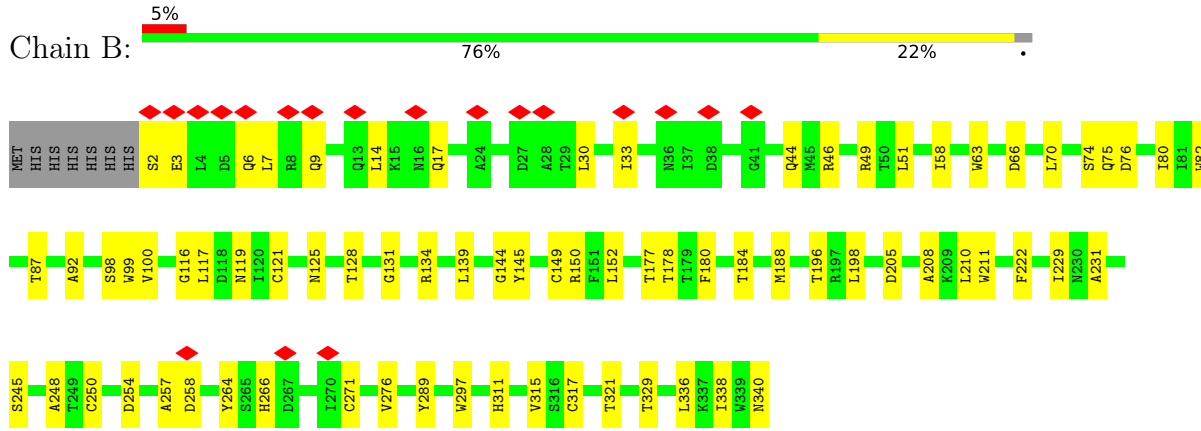 5%
Chain B:
76% 22% •
MET HIS HIS HIS HIS HIS HIS S2 E3 L4 D5 Q6 L7 R8 Q9 Q13 L14 K15 N16 Q17 A24 D27 A28 T29 L30 I33 N36 I37 D38 G41 Q44 M45 R46 R49 T50 L51 I58 W63 D66 L70 S74 Q75 D76 I80 I81 W82
T87 A92 S98 W99 V100 G116 L117 D118 N119 I120 C121 N125 T128 G131 R134 L139 G144 Y145 C149 R150 F151 L152 T177 T178 T179 F180 T184 M188 T196 R197 L198 D205 A208 K209 L210 W211 F222 I229 N230 A231
S245 A248 T249 C250 D254 A257 D258 Y264 S265 H266 D267 I270 C271 V276 Y289 W297 H311 V315 S316 C317 T321 T329 L336 K337 I338 W339 N340